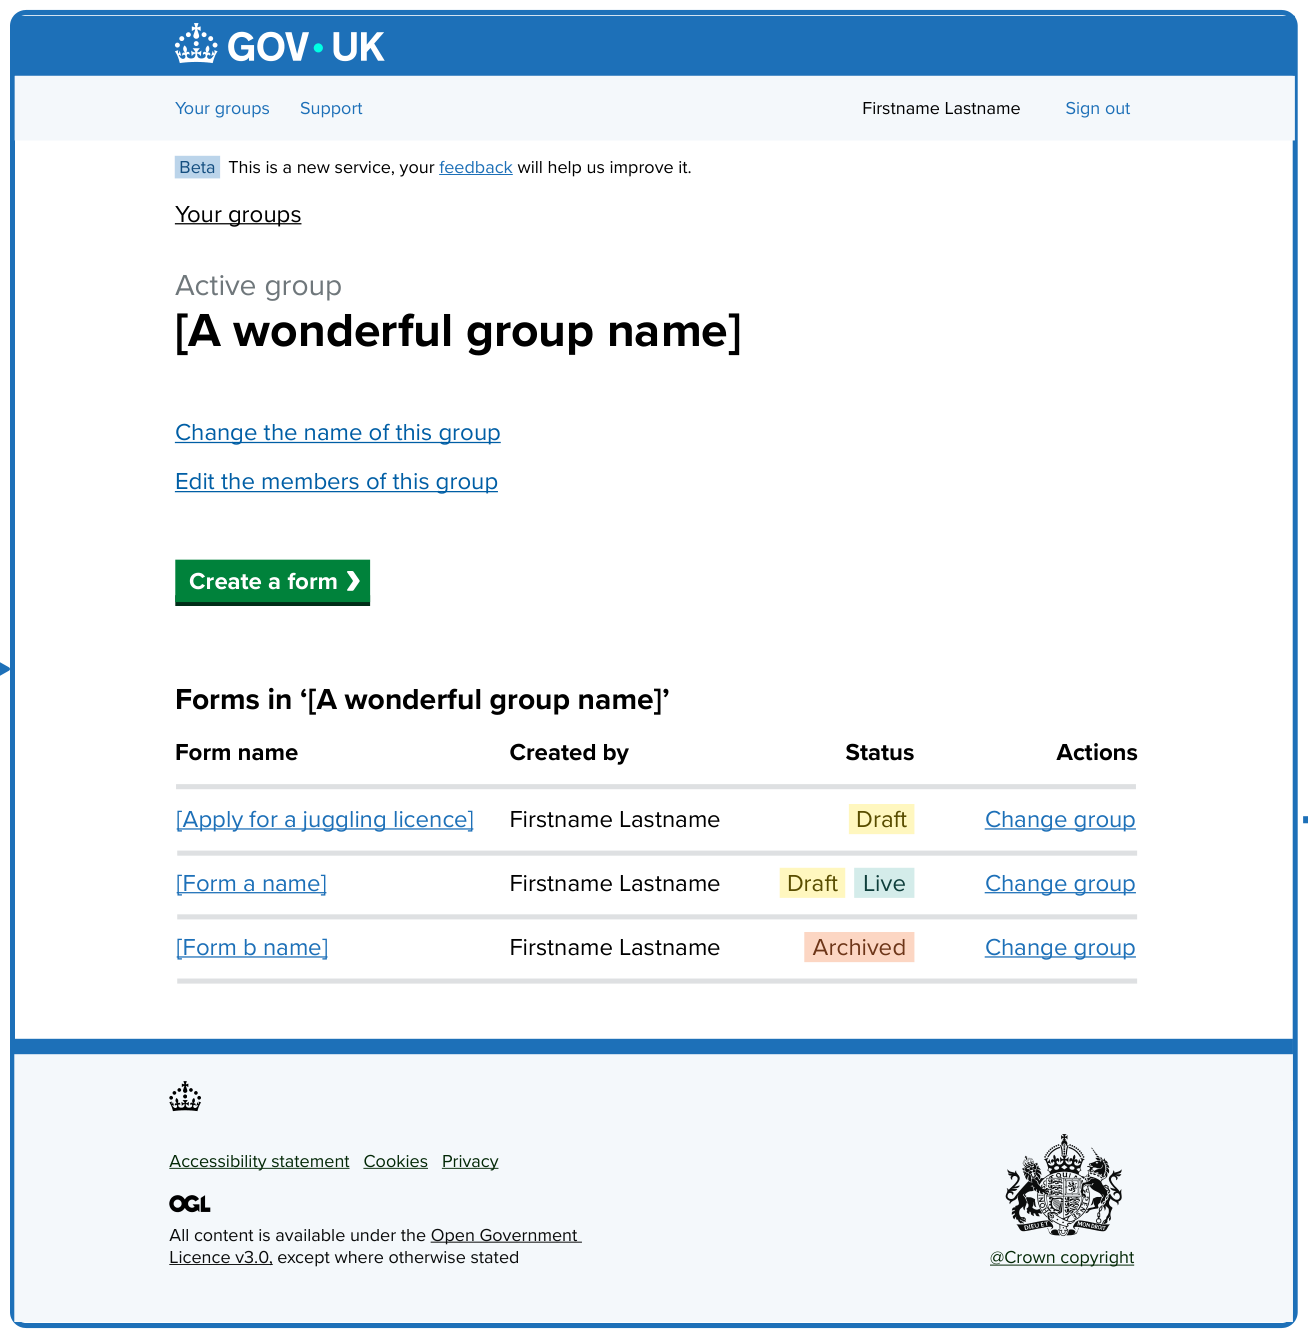 GOV·UK
Your groups Support Firstname Lastname Sign out
Beta This is a new service, your feedback will help us improve it.
Your groups
Active group
[A wonderful group name]
Change the name of this group
Edit the members of this group
Create a form ❯
Forms in ‘[A wonderful group name]’
Form name Created by Status Actions
[Apply for a juggling licence] Firstname Lastname Draft Change group
[Form a name] Firstname Lastname Draft Live Change group
[Form b name] Firstname Lastname Archived Change group
Accessibility statement Cookies Privacy
OGL
All content is available under the Open Government
Licence v3.0, except where otherwise stated
DIEU ET MON DROIT
@Crown copyright